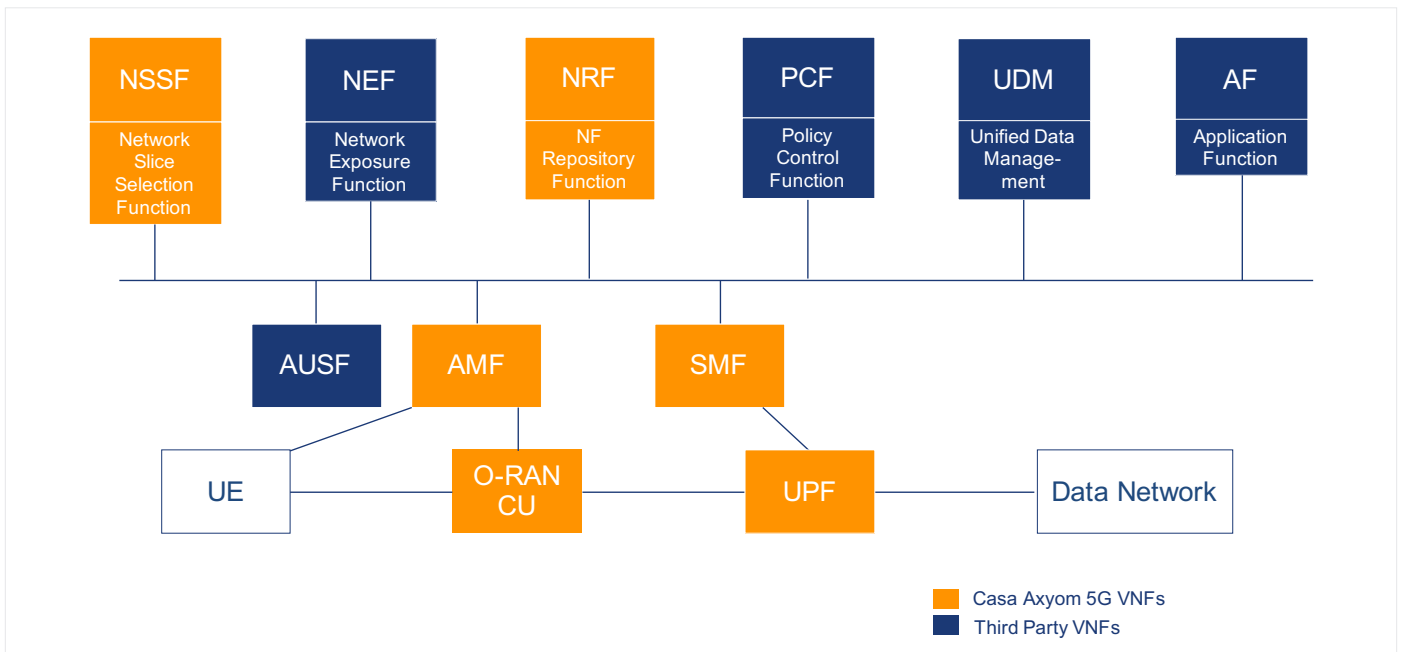 NSSF
Network
Slice
Selection
Function
NEF
Network
Exposure
Function
NRF
NF
Repository
Function
PCF
Policy
Control
Function
UDM
Unified Data
Manage-
ment
AF
Application
Function
AUSF
AMF
SMF
UE
O-RAN
CU
UPF
Data Network
Casa Axyom 5G VNFs
Third Party VNFs